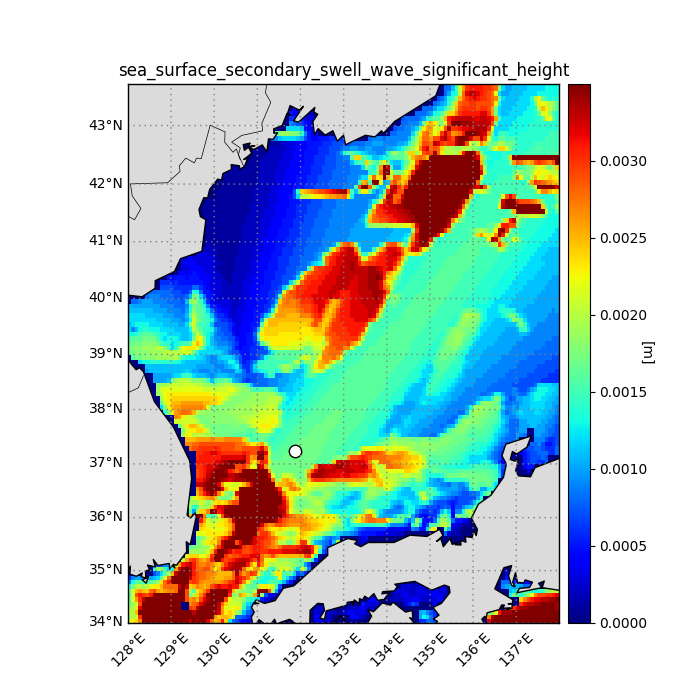 sea_surface_secondary_swell_wave_significant_height
43°N
42°N
41°N
40°N
39°N
38°N
37°N
36°N
35°N
34°N
128°E
129°E
130°E
131°E
132°E
133°E
134°E
135°E
136°E
137°E
0.0030
0.0025
0.0020
0.0015
0.0010
0.0005
0.0000
[m]